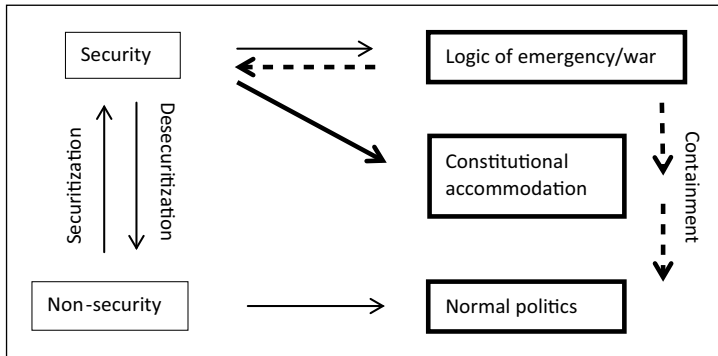 Security
Logic of emergency/war
Securitization
Desecuritization
Constitutional
accommodation
Containment
Non-security
Normal politics